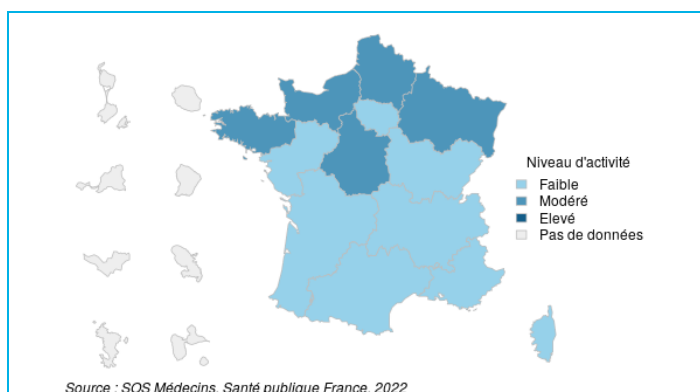 Niveau d'activité
Faible
Modéré
Elevé
Pas de données
Source : SOS Médecins, Santé publique France, 2022